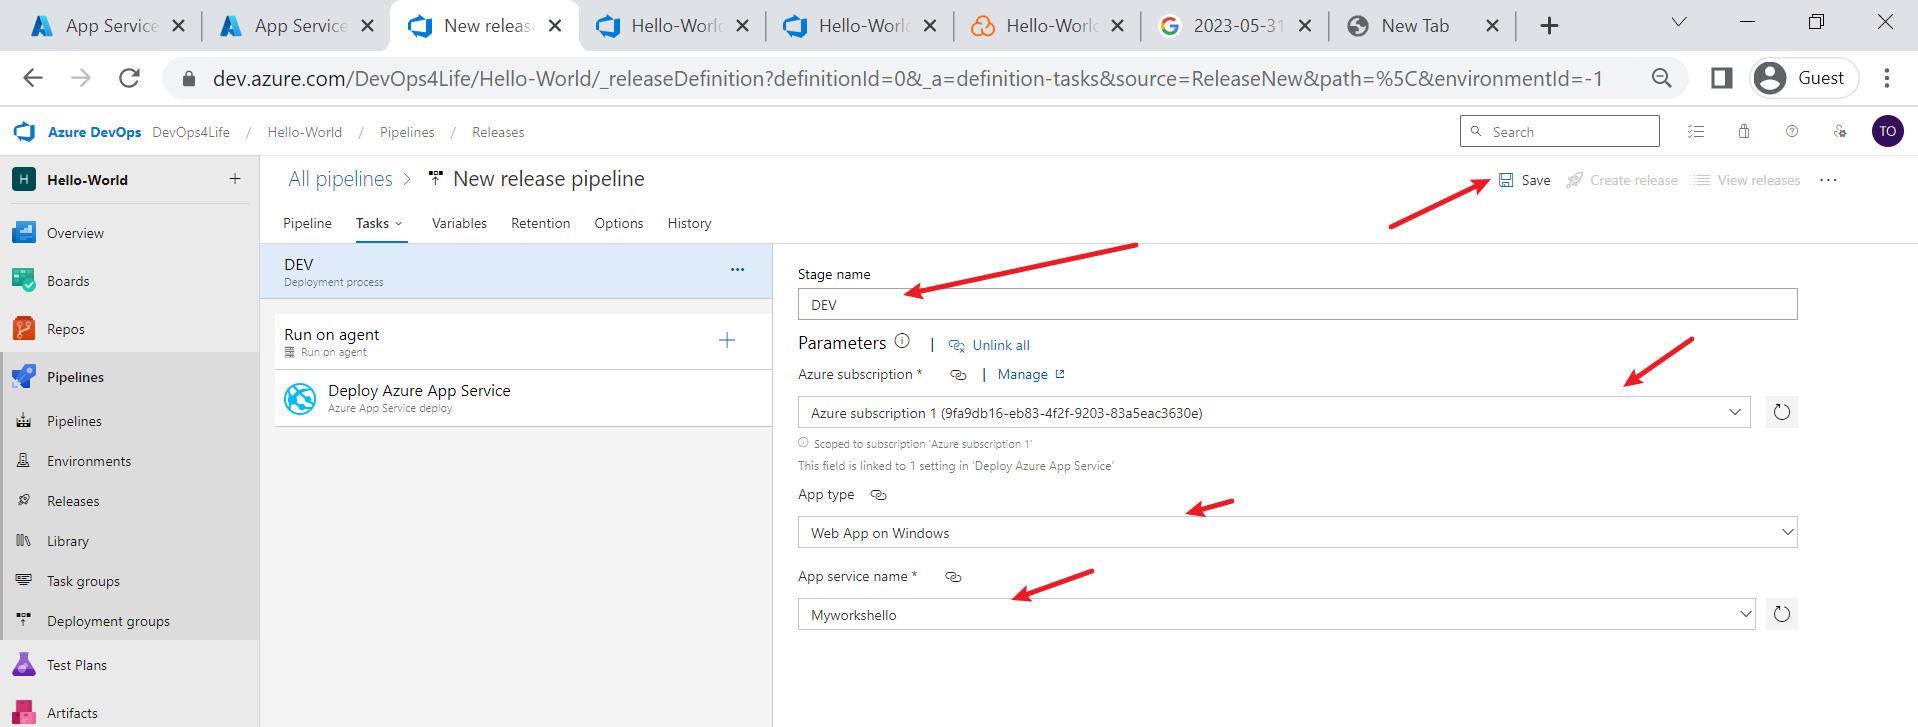 App Service
App Service
New releas
Hello-Worl
Hello-Worl
Hello-Worl
2023-05-31
New Tab
dev.azure.com/DevOps4Life/Hello-World/_releaseDefinition?definitionId=0&_a=definition-tasks&source=ReleaseNew&path=%5C&environmentId=-1
Guest
Azure DevOps DevOps4Life / Hello-World / Pipelines / Releases
Search
TO
H Hello-World +
All pipelines > New release pipeline
Save Create release View releases ...
Pipeline Tasks Variables Retention Options History
Overview
Boards
Repos
Pipelines
Pipelines
Environments
Releases
Library
Task groups
Deployment groups
Test Plans
Artifacts
DEV
Deployment process
Run on agent
Run on agent
Deploy Azure App Service
Azure App Service deploy
Stage name
DEV
Parameters | Unlink all
Azure subscription * | Manage
Azure subscription 1 (9fa9db16-eb83-4f2f-9203-83a5eac3630e)
Scoped to subscription 'Azure subscription 1'
This field is linked to 1 setting in 'Deploy Azure App Service'
App type
Web App on Windows
App service name *
Myworkshello